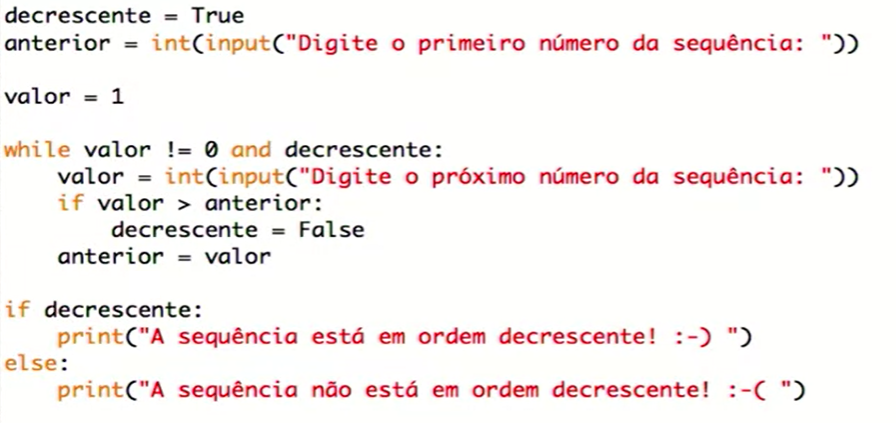 decrescente = True
anterior = int(input("Digite o primeiro número da sequência: "))

valor = 1

while valor != 0 and decrescente:
    valor = int(input("Digite o próximo número da sequência: "))
    if valor > anterior:
        decrescente = False
    anterior = valor

if decrescente:
    print("A sequência está em ordem decrescente! :-) ")
else:
    print("A sequência não está em ordem decrescente! :-( ")